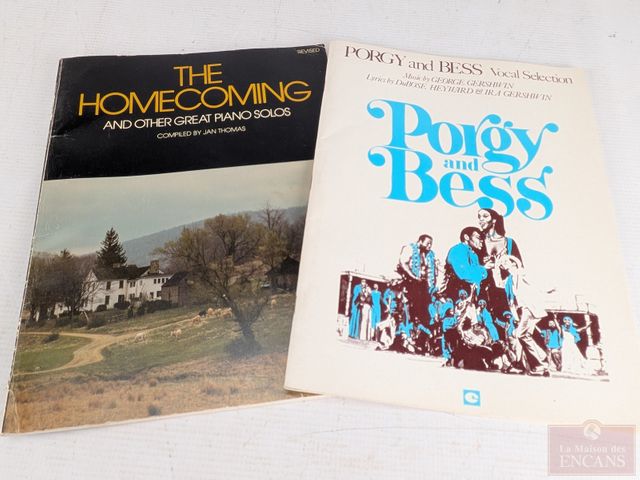 REVISED
THE
HOMECOMING
AND OTHER GREAT PIANO SOLOS
COMPILED BY JAN THOMAS
PORGY and BESS Vocal Selection
Music by GEORGE GERSHWIN
Lyrics by DuBOSE HEYWARD & IRA GERSHWIN
Porgy
and
Bess
La Maison des
ENCANS